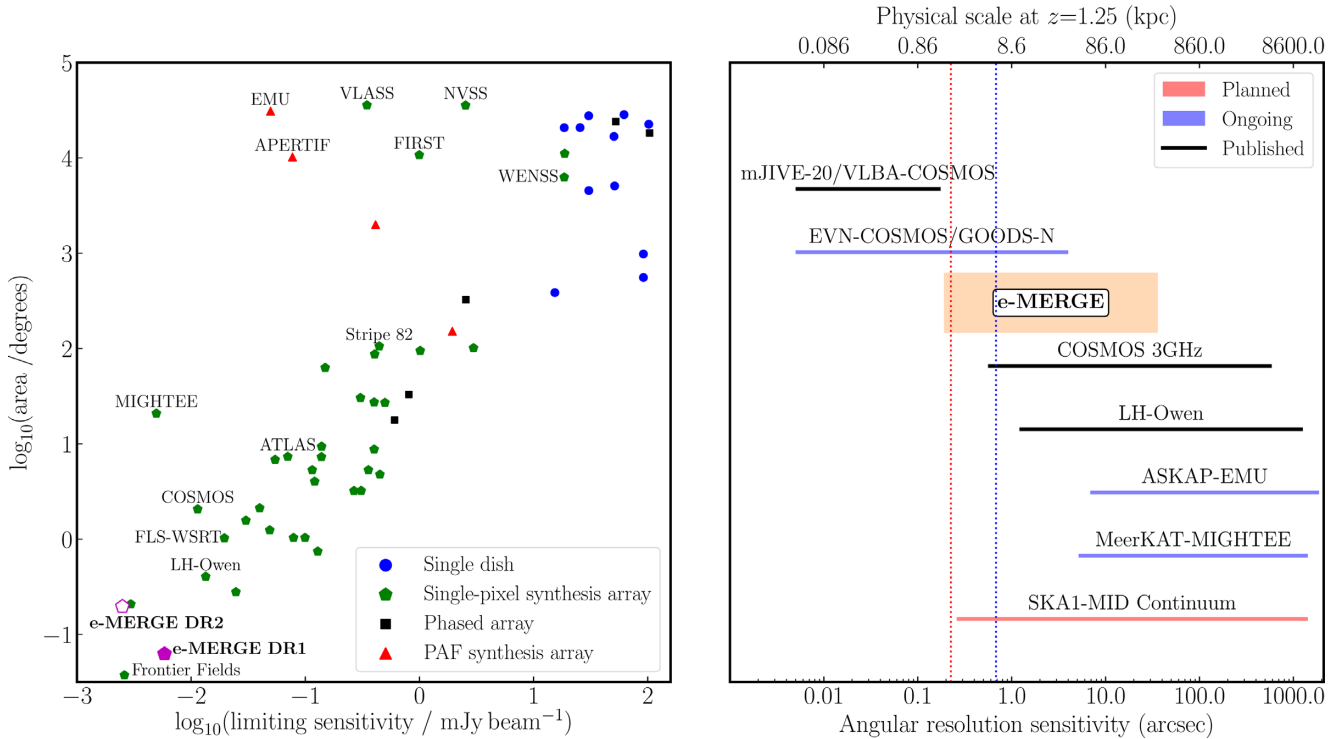 5
4
3
2
1
0
−1
log₁₀(area /degrees)
EMU
VLASS
NVSS
APERTIF
FIRST
WENSS
Stripe 82
MIGHTEE
ATLAS
COSMOS
FLS-WSRT
LH-Owen
e-MERGE DR2
e-MERGE DR1
Frontier Fields
Single dish
Single-pixel synthesis array
Phased array
PAF synthesis array
−3 −2 −1 0 1 2
log₁₀(limiting sensitivity / mJy beam⁻¹)
Physical scale at z=1.25 (kpc)
0.086 0.86 8.6 86.0 860.0 8600.0
Planned
Ongoing
Published
mJIVE-20/VLBA-COSMOS
EVN-COSMOS/GOODS-N
e-MERGE
COSMOS 3GHz
LH-Owen
ASKAP-EMU
MeerKAT-MIGHTEE
SKA1-MID Continuum
0.01 0.1 1.0 10.0 100.0 1000.0
Angular resolution sensitivity (arcsec)